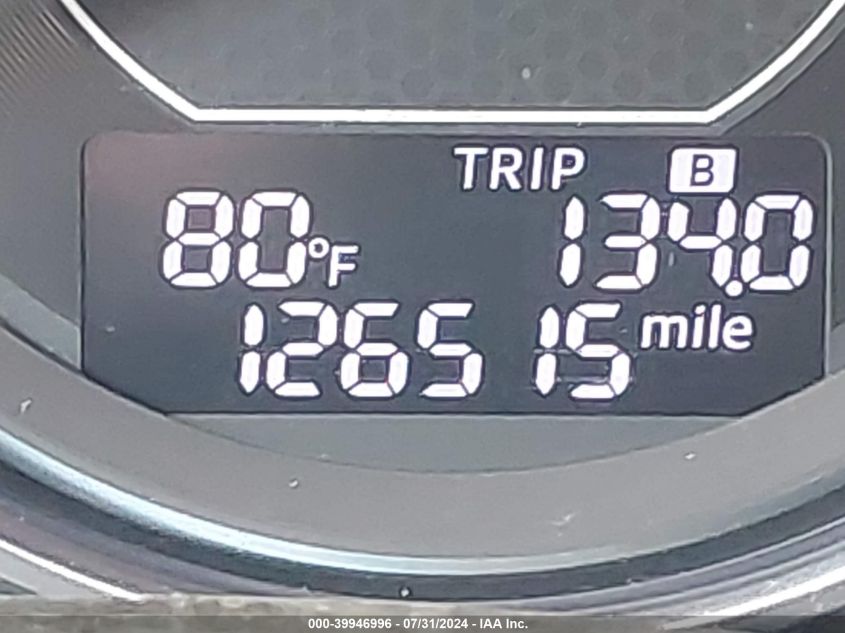 TRIP B
80°F 134.0
126515 mile
000-39946996 - 07/31/2024 - IAA Inc.